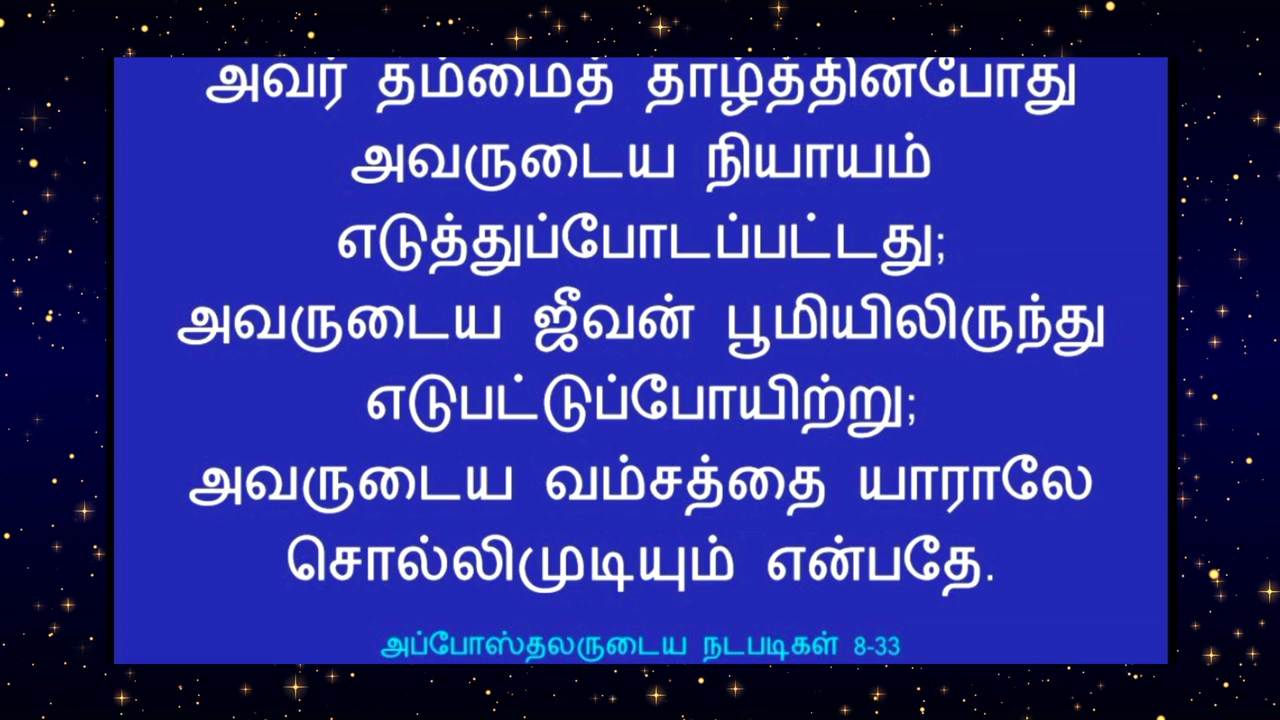 அவர் தம்மைத் தாழ்த்தினபோது
அவருடைய நியாயம்
எடுத்துப்போடப்பட்டது;
அவருடைய ஜீவன் பூமியிலிருந்து
எடுபட்டுப்போயிற்று;
அவருடைய வம்சத்தை யாராலே
சொல்லிமுடியும் என்பதே.
அப்போஸ்தலருடைய நடபடிகள் 8-33